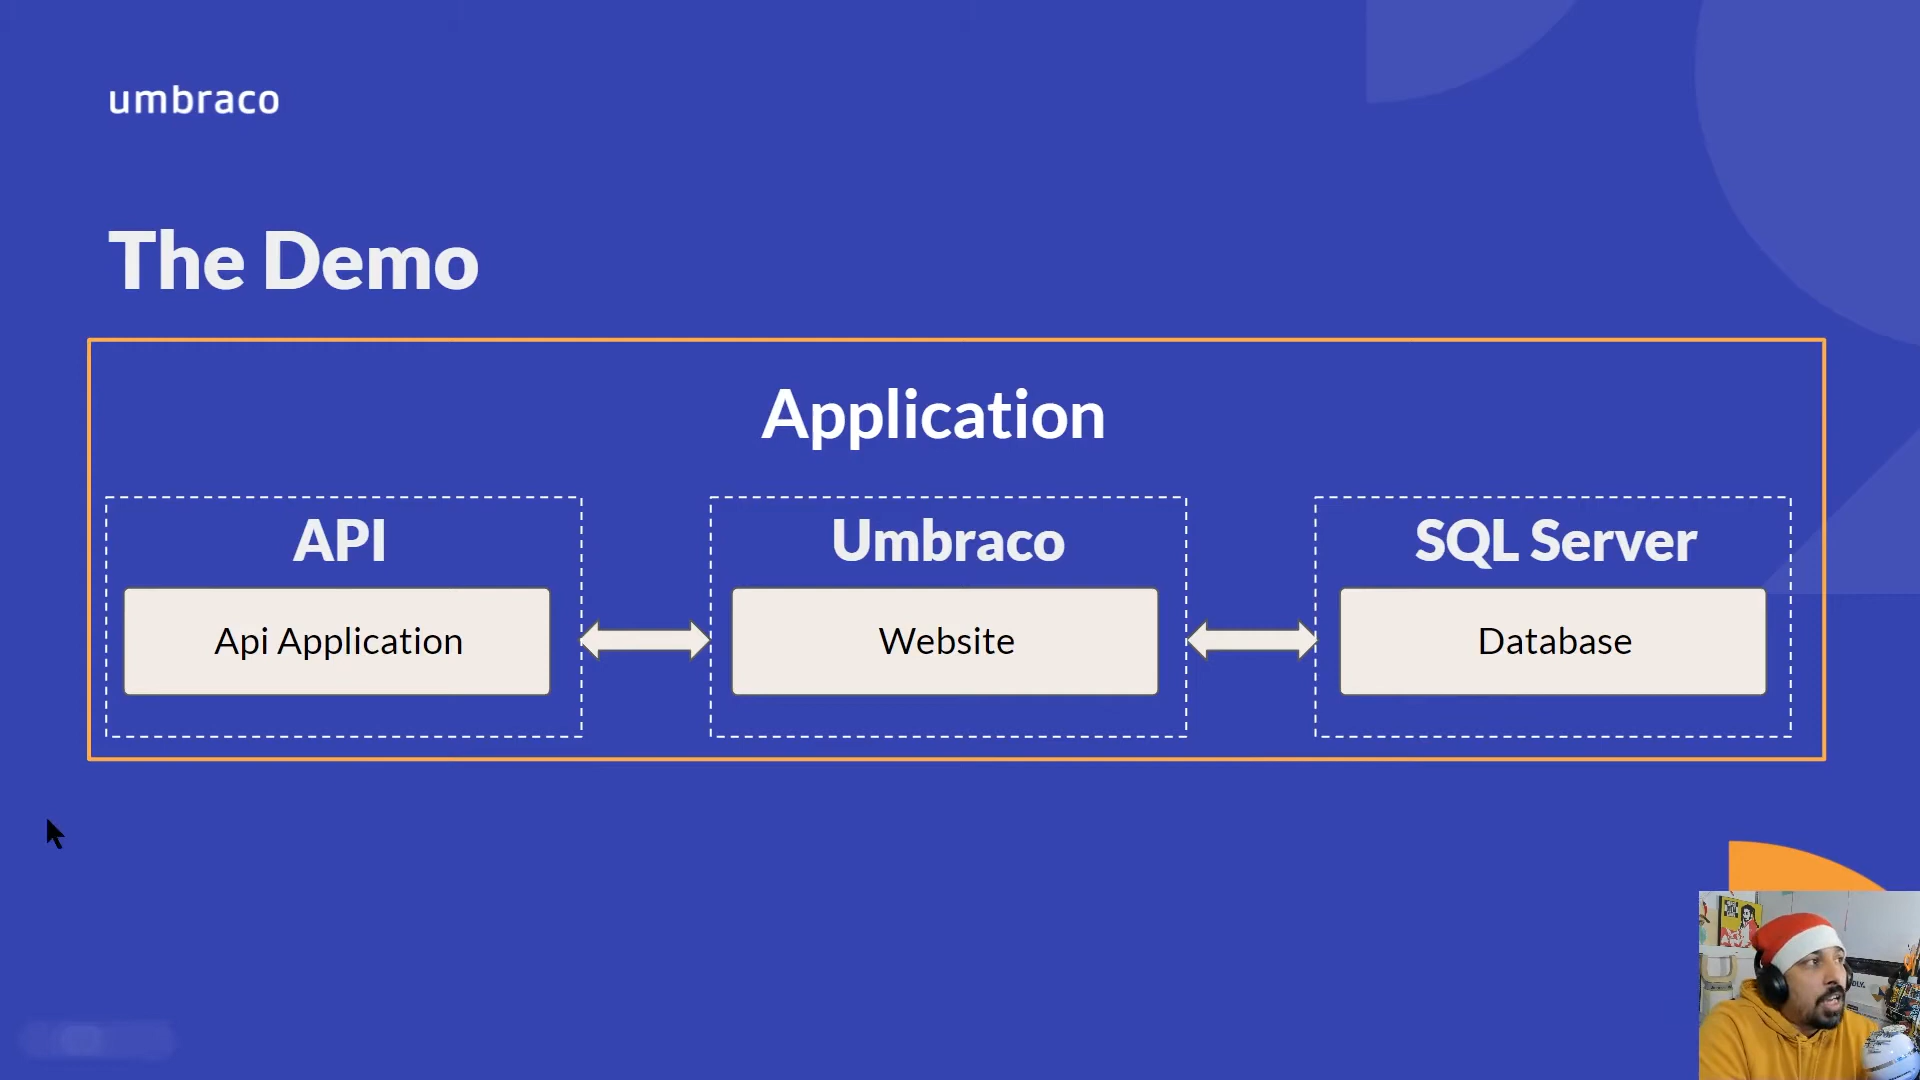 umbraco
The Demo
Application
API
Api Application
Umbraco
Website
SQL Server
Database